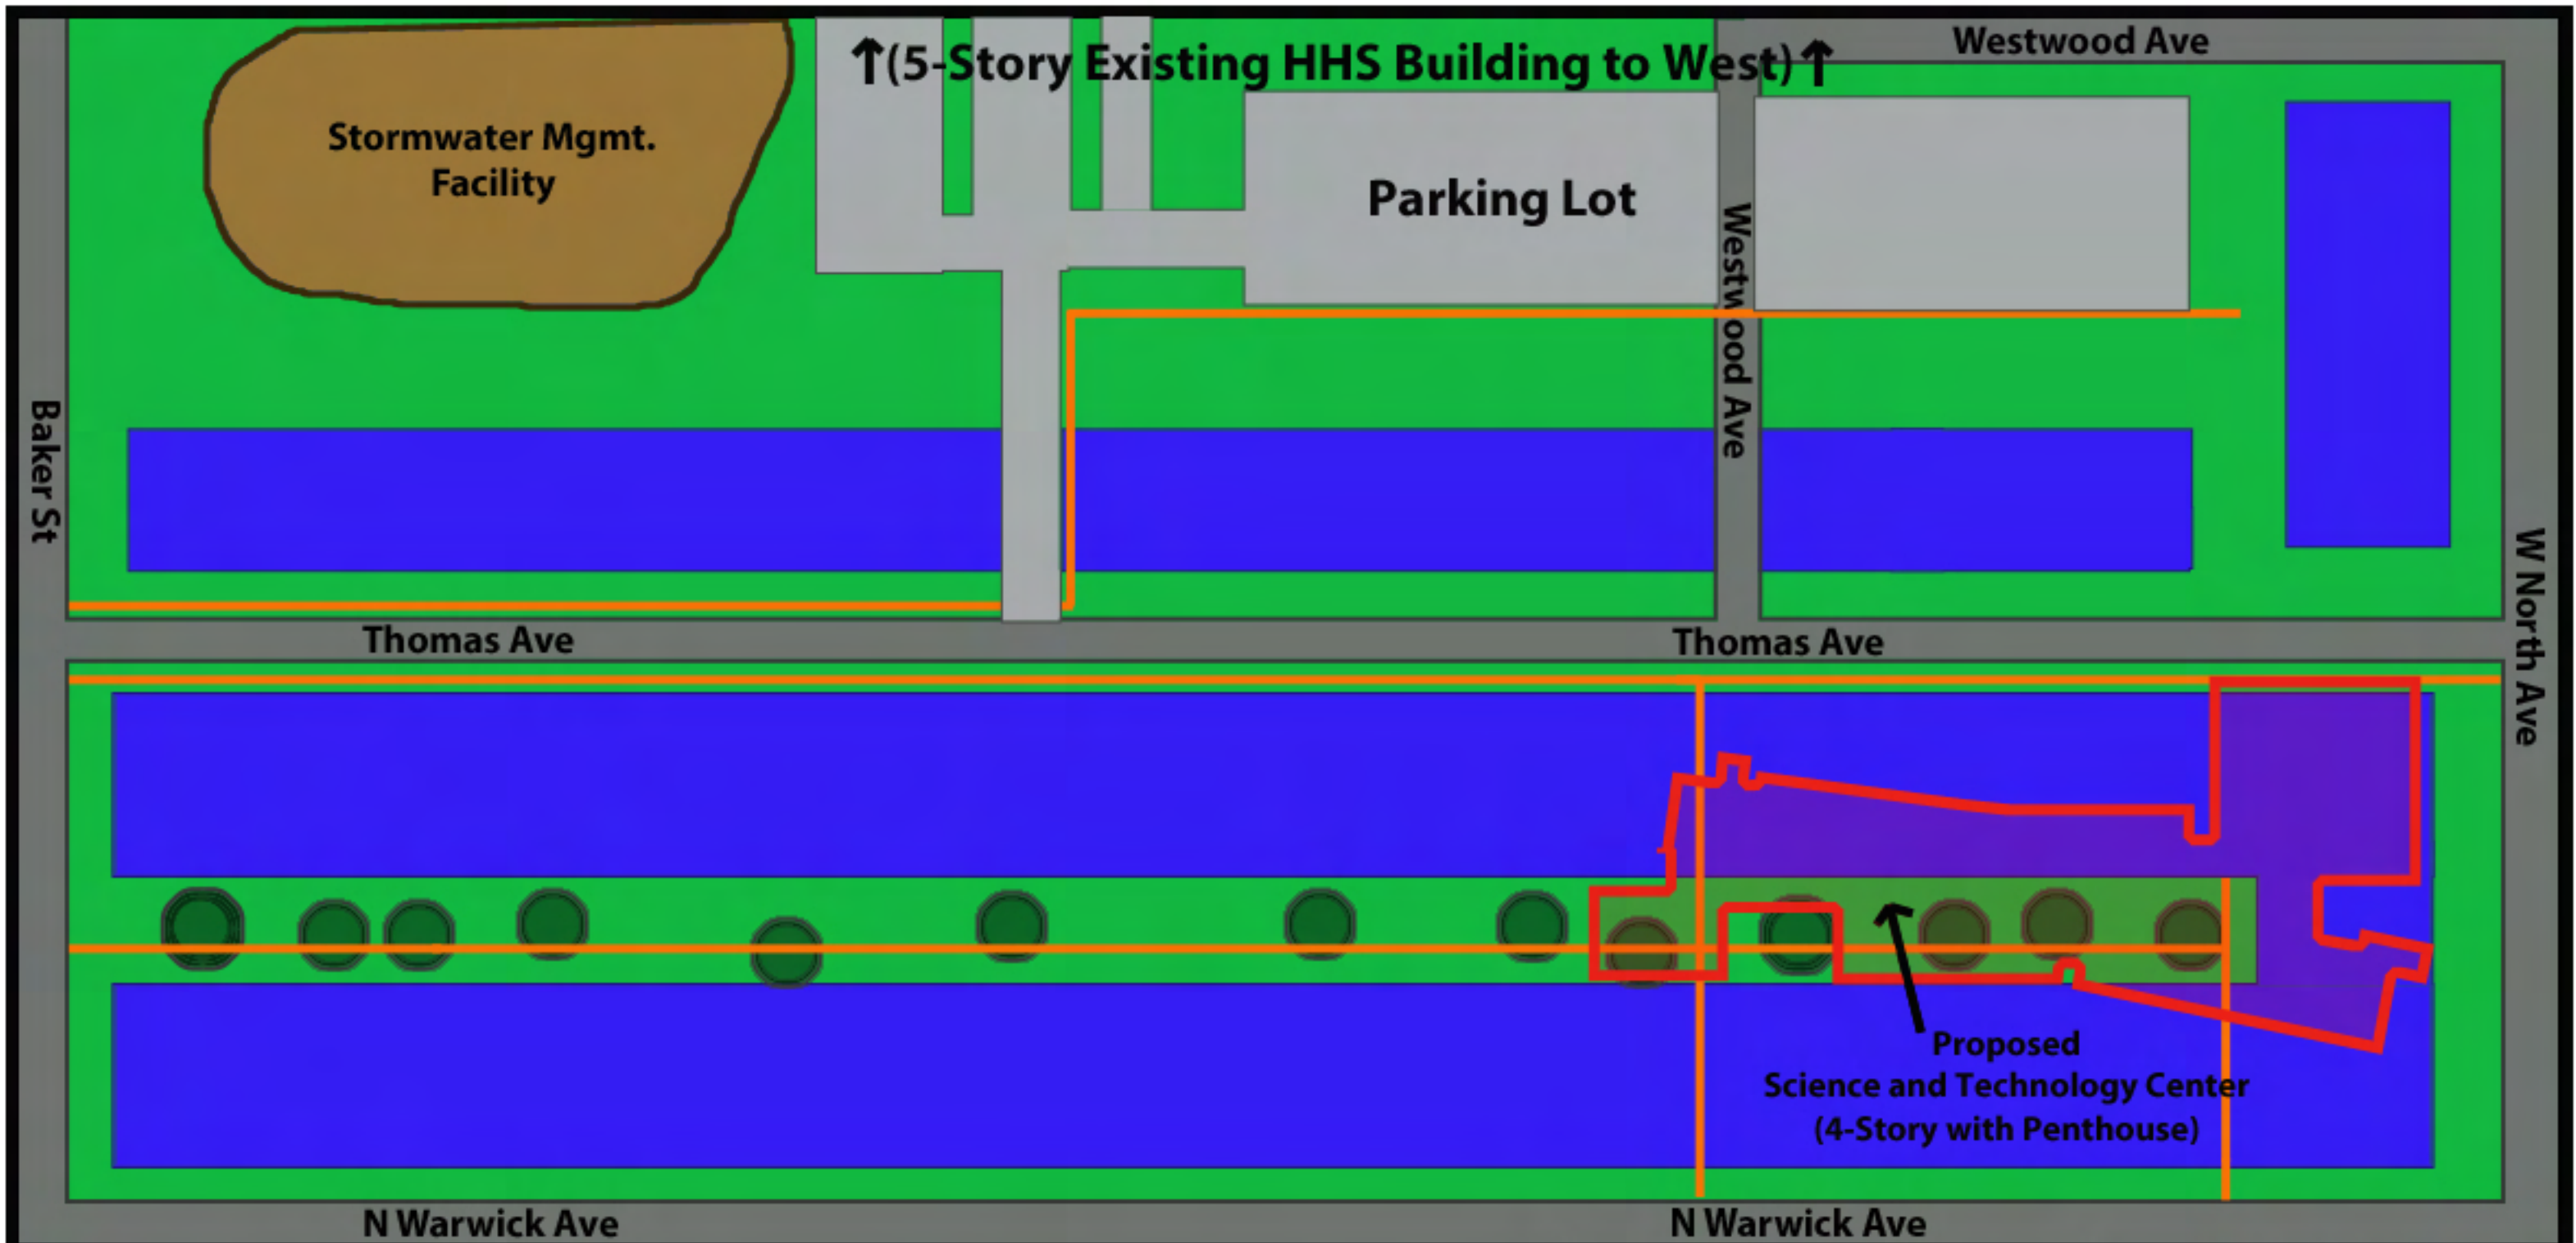 Westwood Ave
↑(5-Story Existing HHS Building to West)↑
Stormwater Mgmt.
Facility
Parking Lot
Westwood Ave
Baker St
W North Ave
Thomas Ave
Thomas Ave
Proposed
Science and Technology Center
(4-Story with Penthouse)
N Warwick Ave
N Warwick Ave